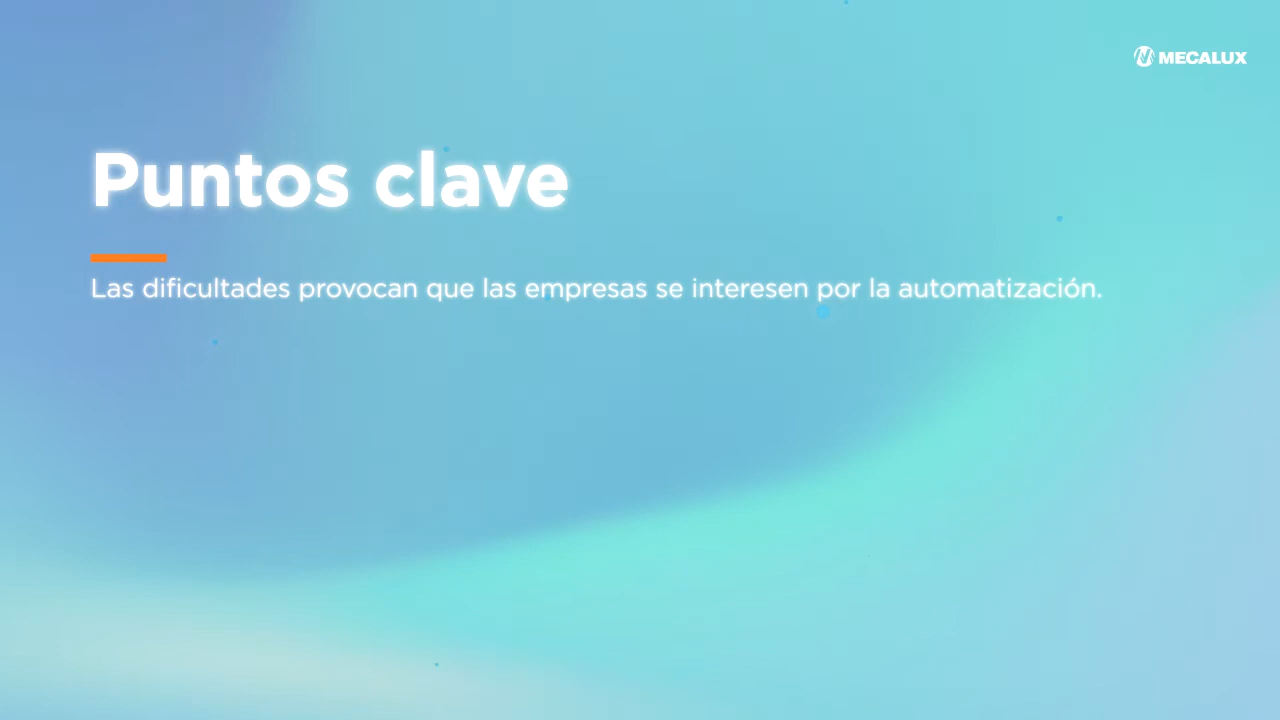 MECALUX
Puntos clave
Las dificultades provocan que las empresas se interesen por la automatización.